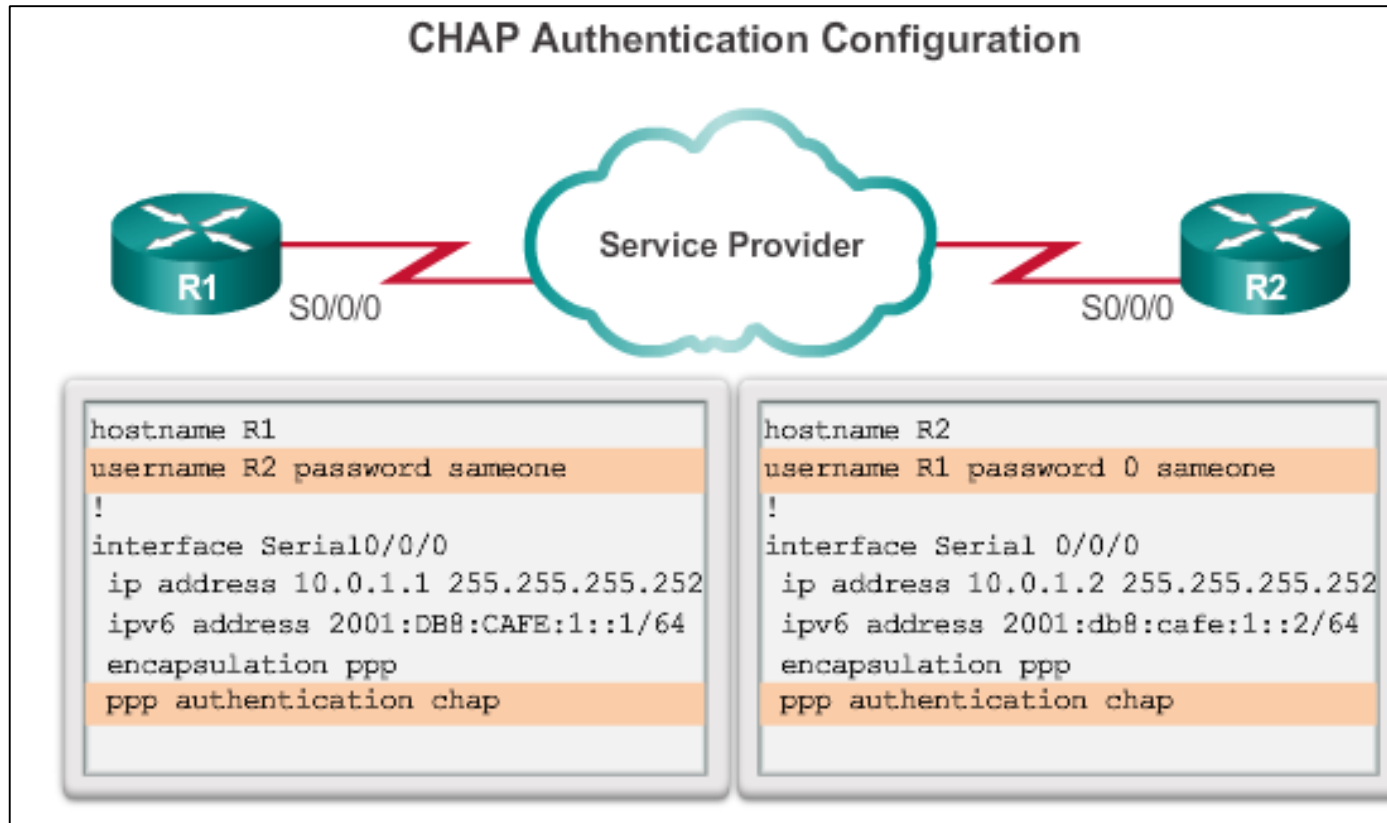 CHAP Authentication Configuration
Service Provider
R1
S0/0/0
S0/0/0
R2
hostname R1
username R2 password sameone
!
interface Serial0/0/0
ip address 10.0.1.1 255.255.255.252
ipv6 address 2001:DB8:CAFE:1::1/64
encapsulation ppp
ppp authentication chap
hostname R2
username R1 password 0 sameone
!
interface Serial 0/0/0
ip address 10.0.1.2 255.255.255.252
ipv6 address 2001:db8:cafe:1::2/64
encapsulation ppp
ppp authentication chap